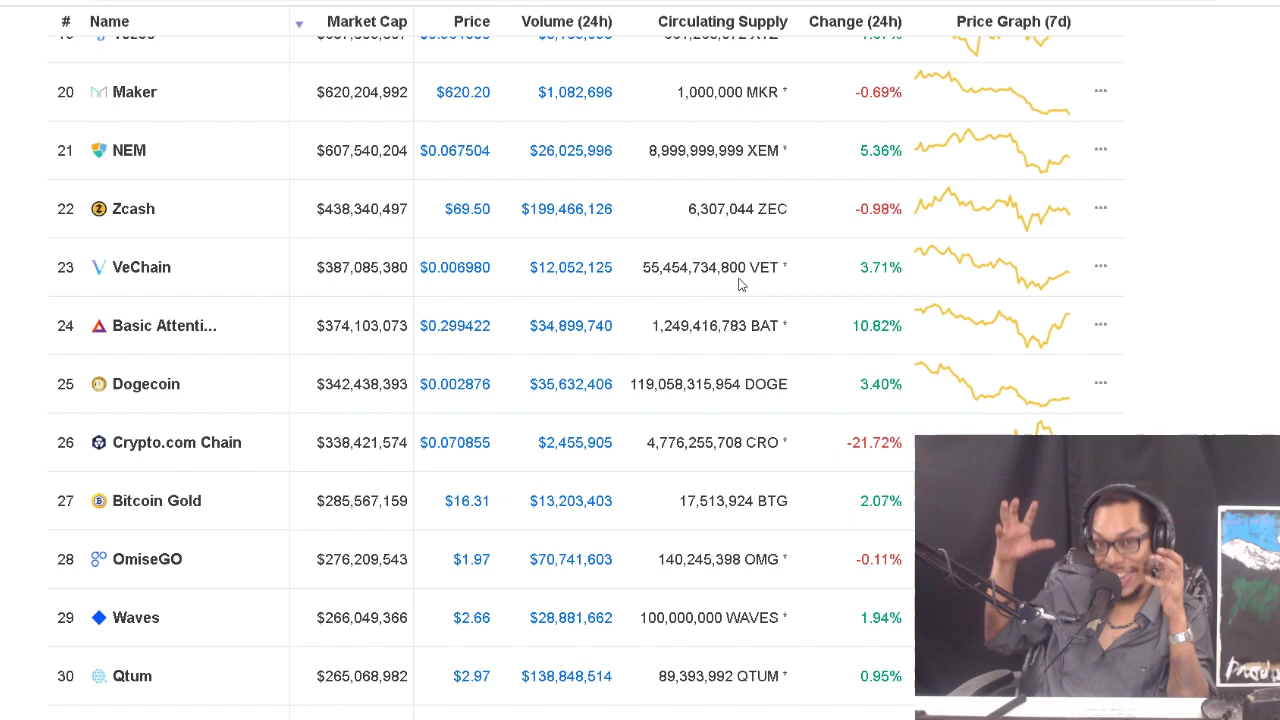 # Name Market Cap Price Volume (24h) Circulating Supply Change (24h) Price Graph (7d)
20 Maker $620,204,992 $620.20 $1,082,696 1,000,000 MKR * -0.69%
21 NEM $607,540,204 $0.067504 $26,025,996 8,999,999,999 XEM * 5.36%
22 Zcash $438,340,497 $69.50 $199,466,126 6,307,044 ZEC -0.98%
23 VeChain $387,085,380 $0.006980 $12,052,125 55,454,734,800 VET * 3.71%
24 Basic Attenti... $374,103,073 $0.299422 $34,899,740 1,249,416,783 BAT * 10.82%
25 Dogecoin $342,438,393 $0.002876 $35,632,406 119,058,315,954 DOGE 3.40%
26 Crypto.com Chain $338,421,574 $0.070855 $2,455,905 4,776,255,708 CRO * -21.72%
27 Bitcoin Gold $285,567,159 $16.31 $13,203,403 17,513,924 BTG 2.07%
28 OmiseGO $276,209,543 $1.97 $70,741,603 140,245,398 OMG * -0.11%
29 Waves $266,049,366 $2.66 $28,881,662 100,000,000 WAVES * 1.94%
30 Qtum $265,068,982 $2.97 $138,848,514 89,393,992 QTUM * 0.95%